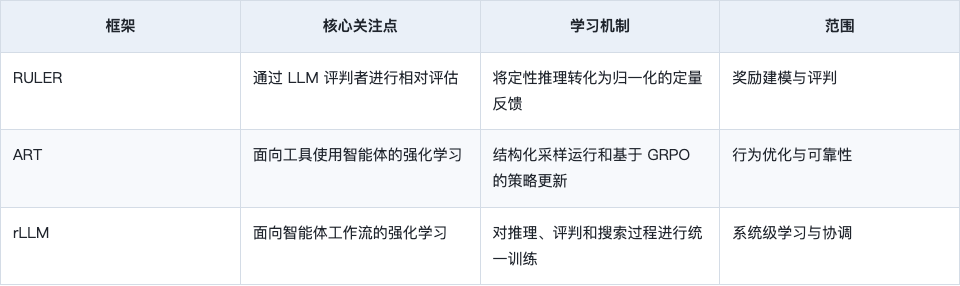 框架
核心关注点
学习机制
范围
RULER
通过 LLM 评判者进行相对评估
将定性推理转化为归一化的定量
反馈
奖励建模与评判
ART
面向工具使用智能体的强化学习
结构化采样运行和基于 GRPO
的策略更新
行为优化与可靠性
rLLM
面向智能体工作流的强化学习
对推理、评判和搜索过程进行统
一训练
系统级学习与协调